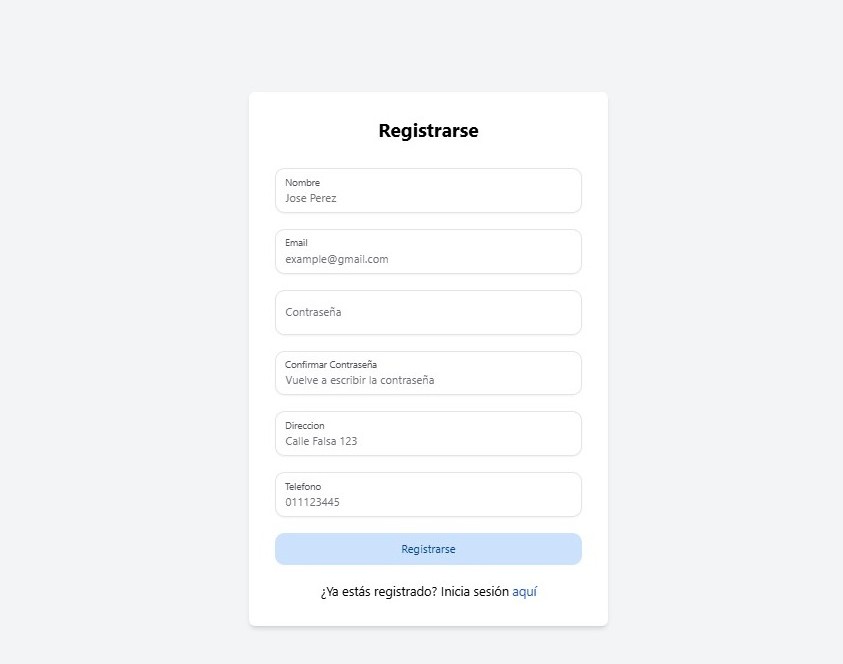 Registrarse
Nombre
Jose Perez
Email
example@gmail.com
Contraseña
Confirmar Contraseña
Vuelve a escribir la contraseña
Direccion
Calle Falsa 123
Telefono
011123445
Registrarse
¿Ya estás registrado? Inicia sesión aquí